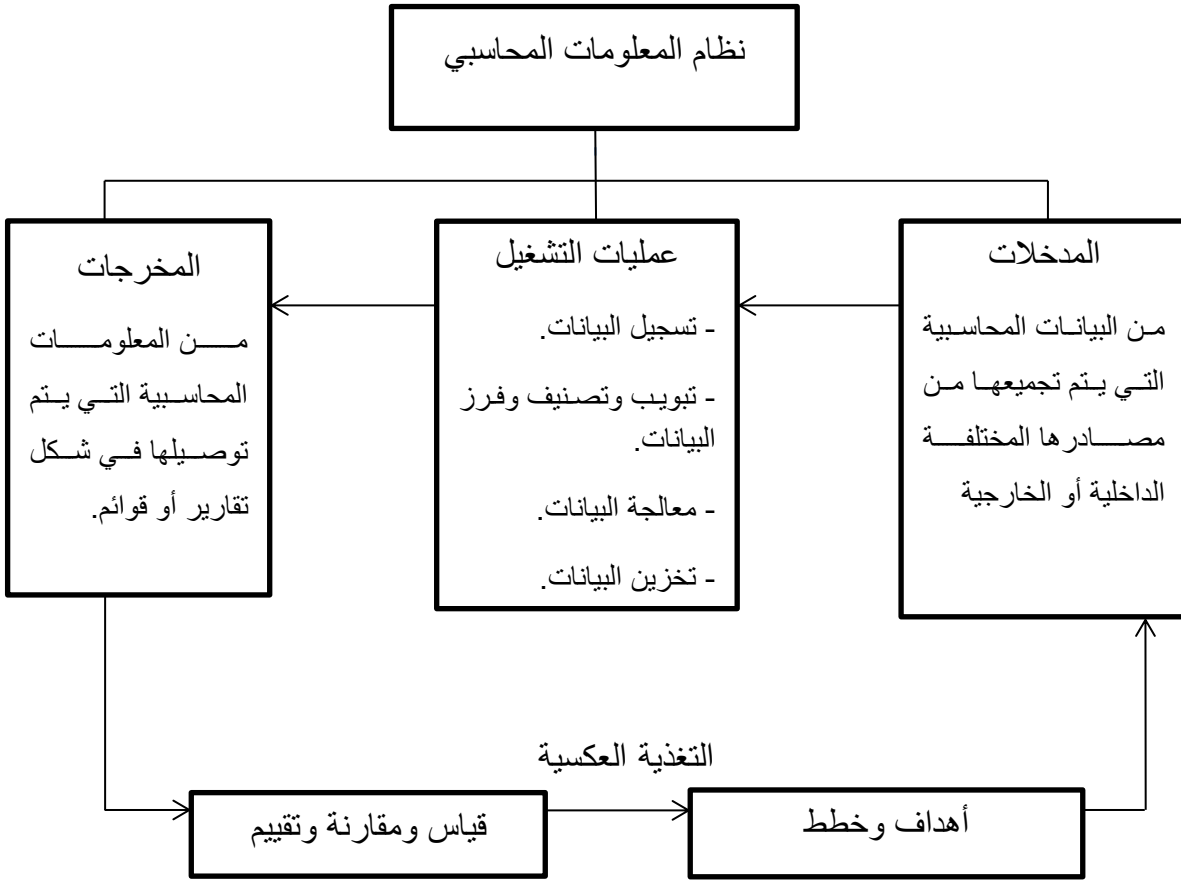 نظام المعلومات المحاسبي
المدخلات
من البيانات المحاسبية
التي يتم تجميعها من
مصادرها المختلفة
الداخلية أو الخارجية
عمليات التشغيل
- تسجيل البيانات.
- تبويب وتصنيف وفرز
البيانات.
- معالجة البيانات.
- تخزين البيانات.
المخرجات
من المعلومات
المحاسبية التي يتم
توصيلها في شكل
تقارير أو قوائم.
التغذية العكسية
أهداف وخطط
قياس ومقارنة وتقييم